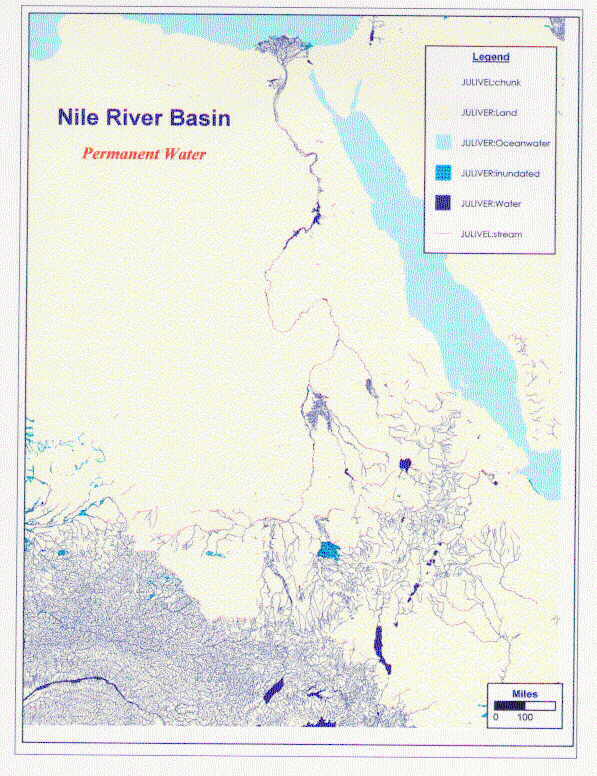 Nile River Basin
Permanent Water
Legend
JULIVEL:chunk
JULIVER:Land
JULIVER:Oceanwater
JULIVER:Inundated
JULIVER:Water
JULIVEL:stream
Miles
0 100